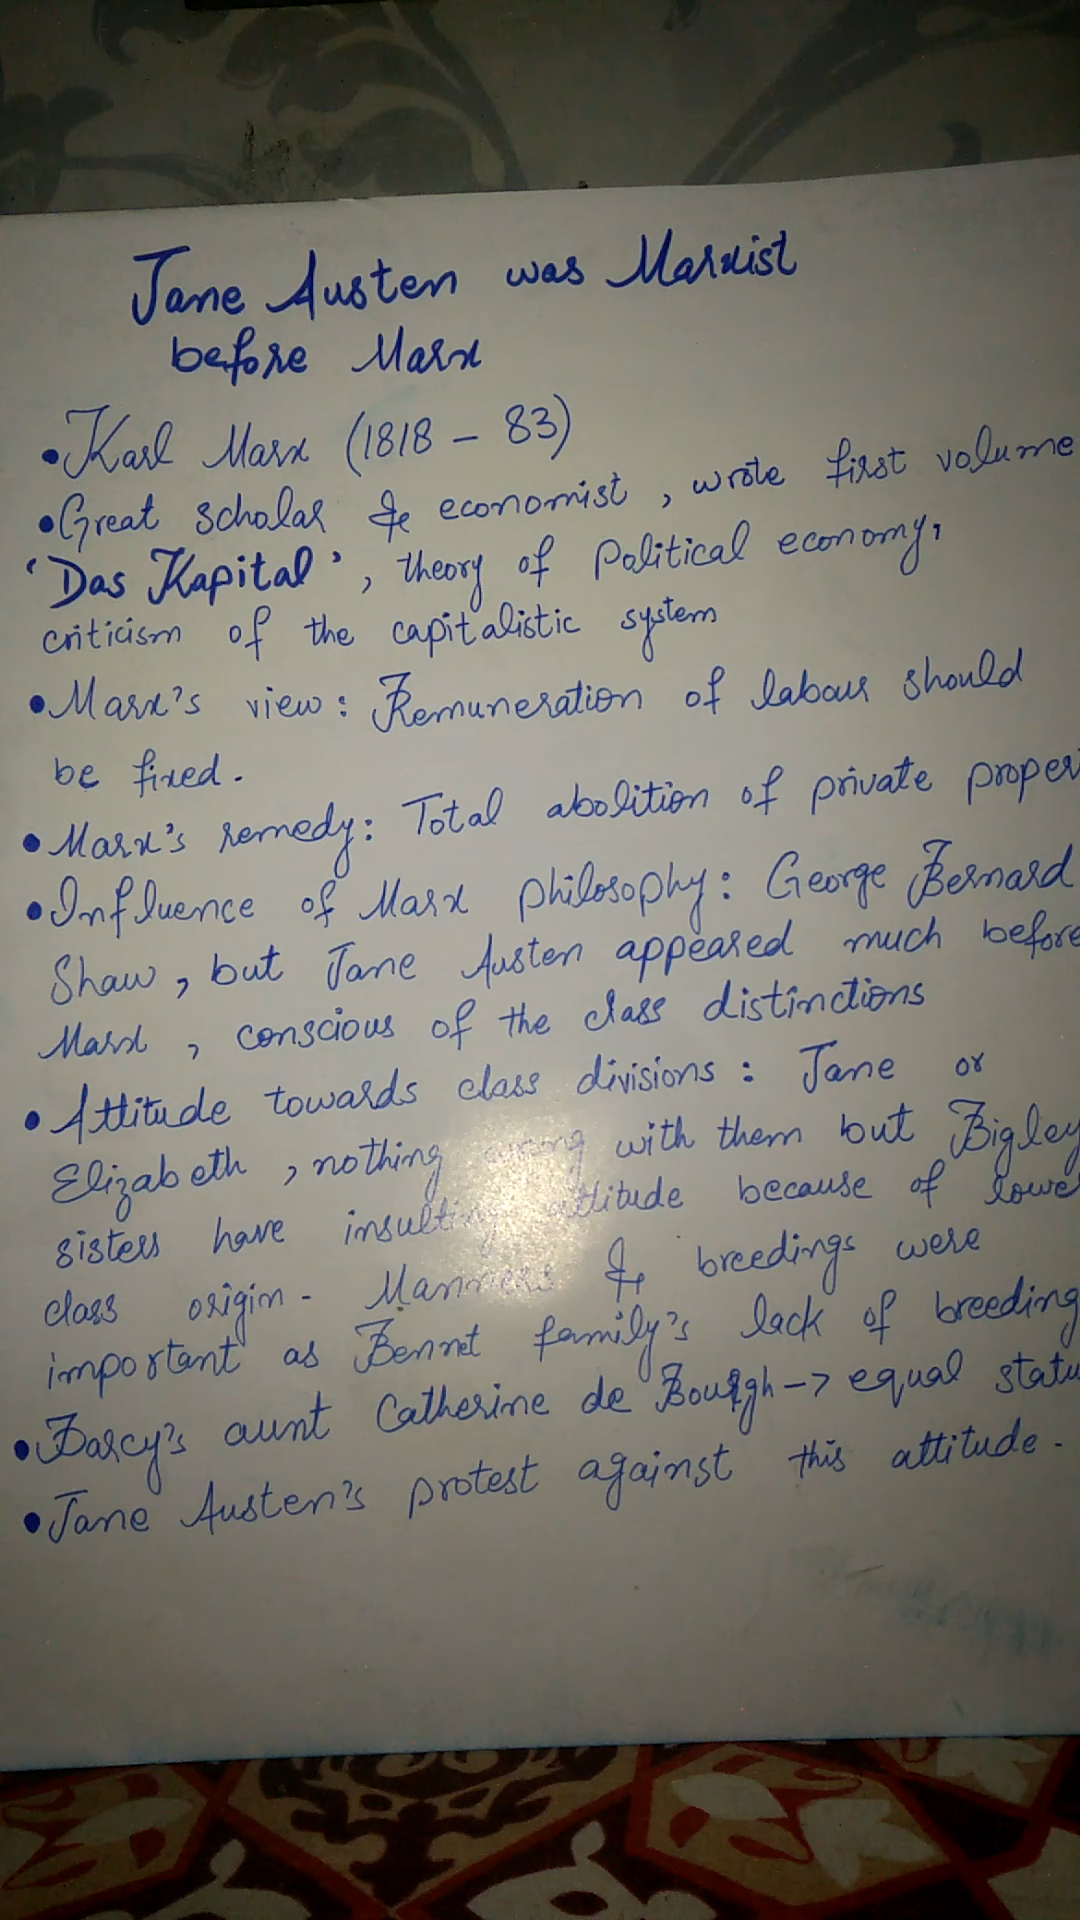 Jane Austen was Marxist
before Marx
• Karl Marx (1818 - 83)
• Great scholar & economist, wrote first volume
'Das Kapital', theory of Political economy,
criticism of the capitalistic system
• Marx's view: Remuneration of labour should
be fixed.
• Marx's remedy: Total abolition of private proper
• Influence of Marx Philosophy: George Bernard
Shaw, but Jane Austen appeared much before
Marx, conscious of the class distinctions
• Attitude towards class divisions: Jane or
Elizabeth, nothing wrong with them but Bigley
sisters have insulting attitude because of lower
class origin. Manners & breedings were
important as Bennet family's lack of breeding
• Darcy's aunt Catherine de Bourgh -> equal statu
• Jane Austen's protest against this attitude.